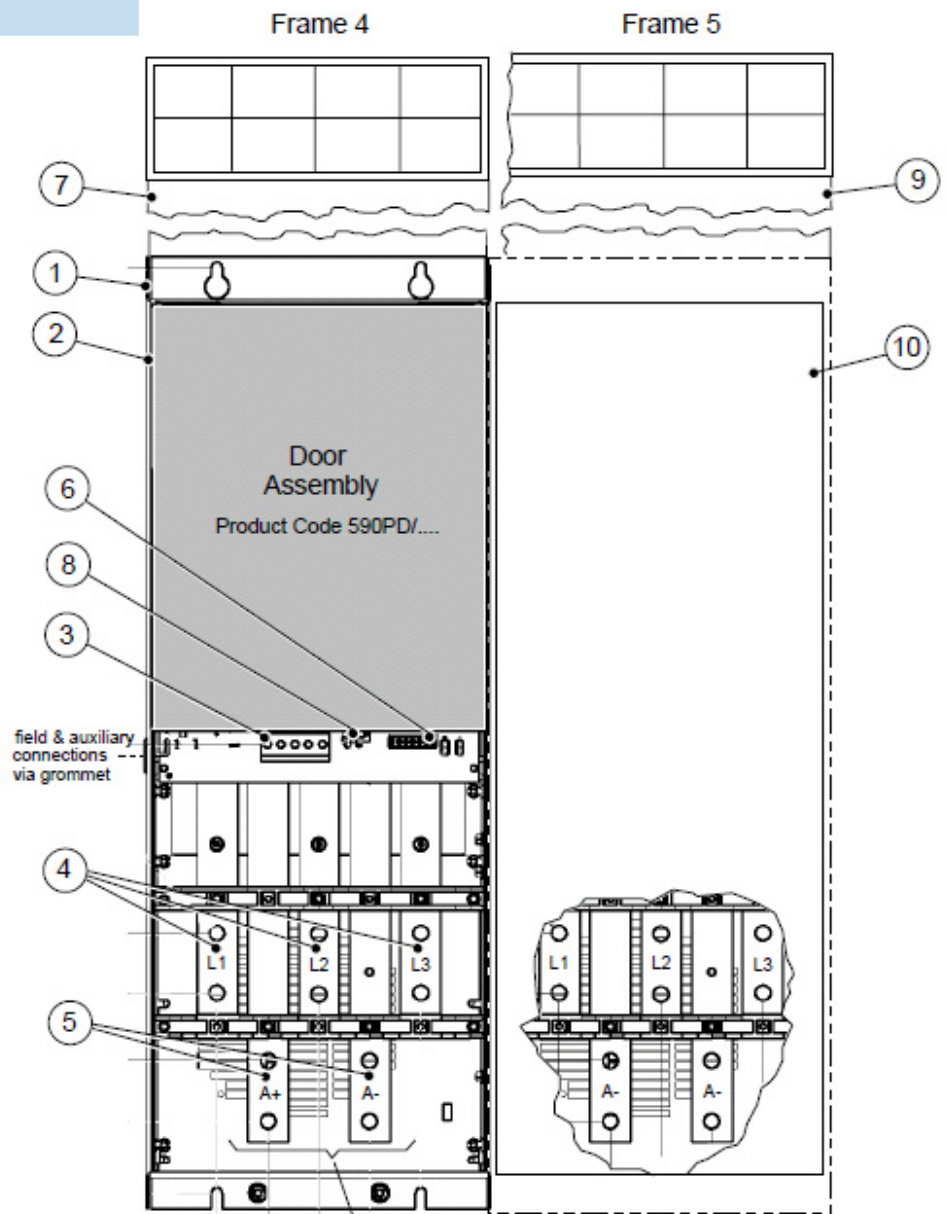 Frame 4
Frame 5
7
9
1
2
10
Door
Assembly
Product Code 590PD/....
6
8
3
field & auxiliary
connections
via grommet
4
L1
L2
L3
L1
L2
L3
5
A+
A-
A-
A-